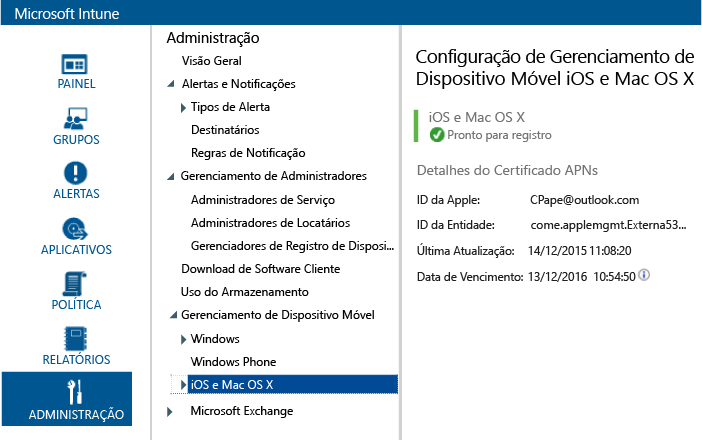 Microsoft Intune
PAINEL
GRUPOS
ALERTAS
APLICATIVOS
POLÍTICA
RELATÓRIOS
ADMINISTRAÇÃO
Administração
Visão Geral
Alertas e Notificações
Tipos de Alerta
Destinatários
Regras de Notificação
Gerenciamento de Administradores
Administradores de Serviço
Administradores de Locatários
Gerenciadores de Registro de Disposi...
Download de Software Cliente
Uso do Armazenamento
Gerenciamento de Dispositivo Móvel
Windows
Windows Phone
iOS e Mac OS X
Microsoft Exchange
Configuração de Gerenciamento de
Dispositivo Móvel iOS e Mac OS X
iOS e Mac OS X
Pronto para registro
Detalhes do Certificado APNs
ID da Apple: CPape@outlook.com
ID da Entidade: come.applemgmt.Externa53...
Última Atualização: 14/12/2015 11:08:20
Data de Vencimento: 13/12/2016 10:54:50